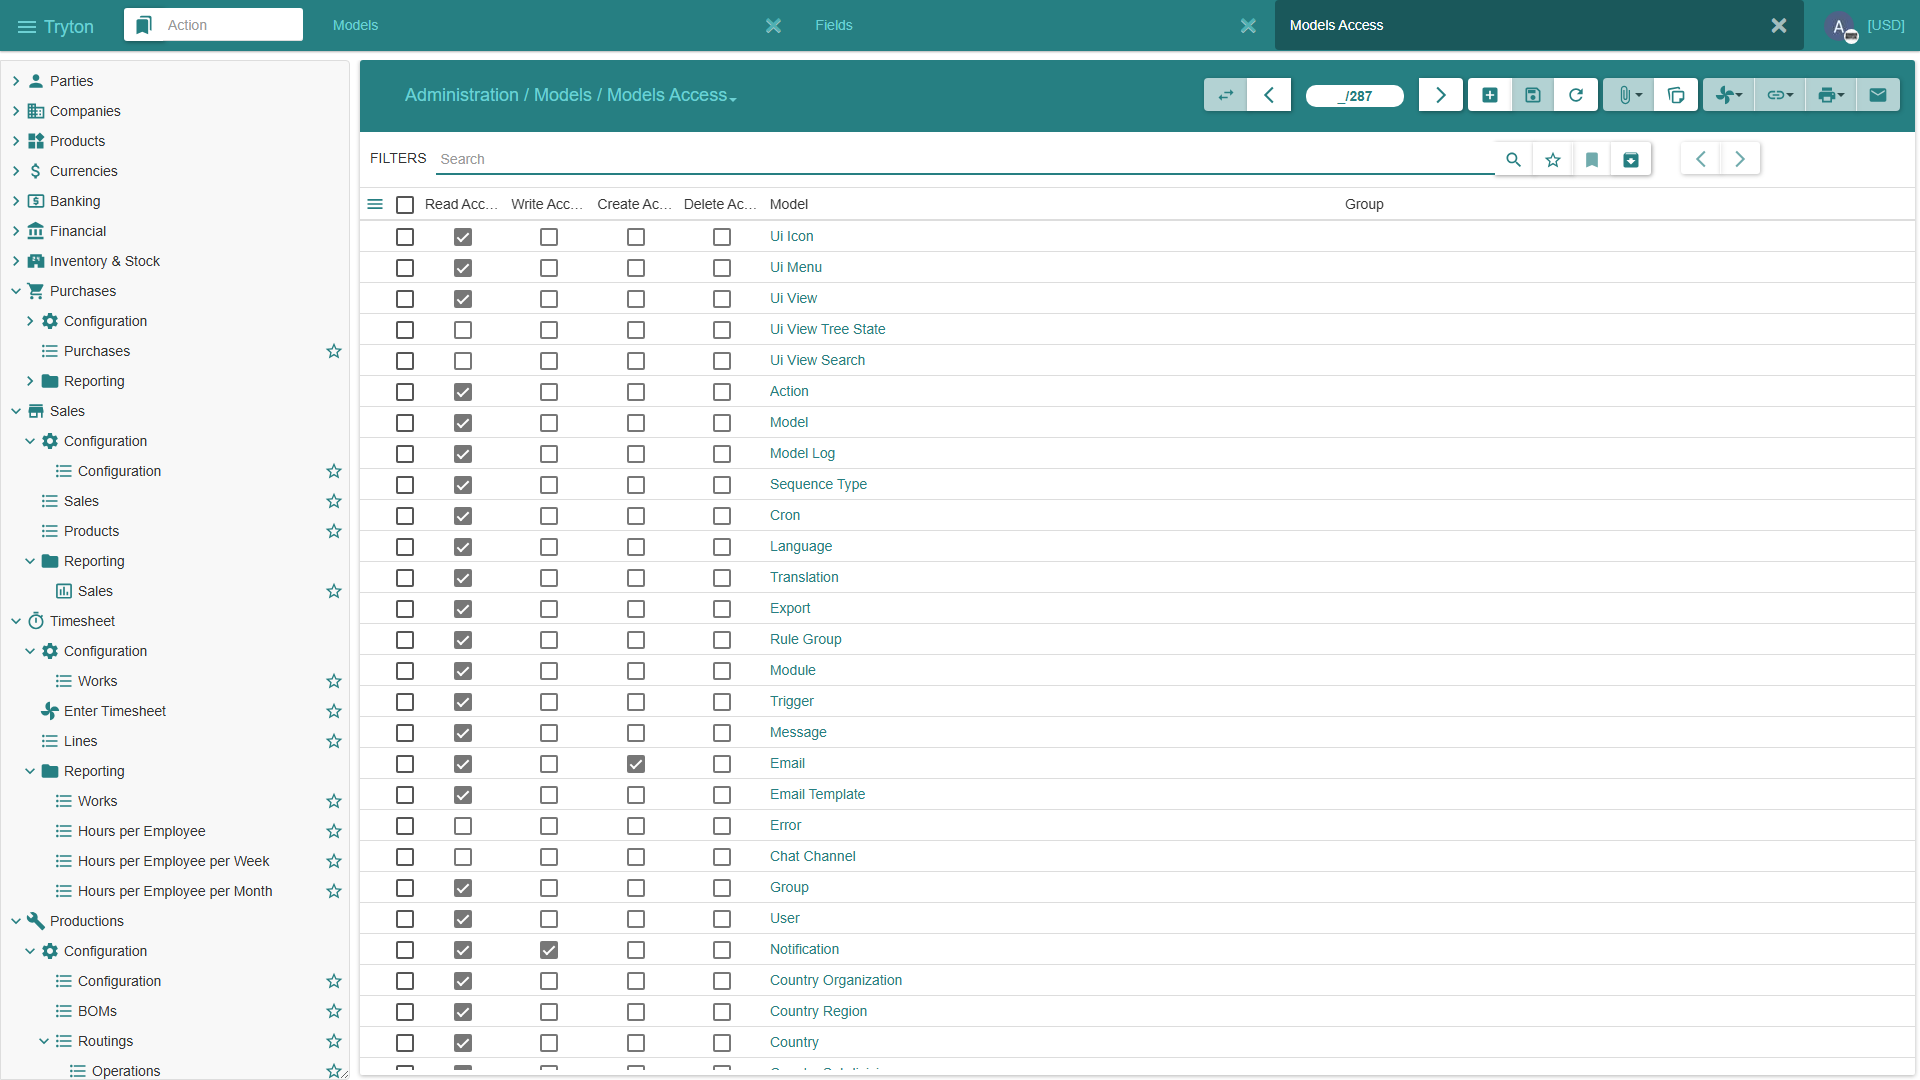 Tryton
Action
Models
Fields
Models Access
A
[USD]
Parties
Companies
Products
Currencies
Banking
Financial
Inventory & Stock
Purchases
Configuration
Purchases
Reporting
Sales
Configuration
Configuration
Sales
Products
Reporting
Sales
Timesheet
Configuration
Works
Enter Timesheet
Lines
Reporting
Works
Hours per Employee
Hours per Employee per Week
Hours per Employee per Month
Productions
Configuration
Configuration
BOMs
Routings
Operations
Administration / Models / Models Access
_/287
FILTERS
Search
Read Acc... Write Acc... Create Ac... Delete Ac... Model Group
Ui Icon
Ui Menu
Ui View
Ui View Tree State
Ui View Search
Action
Model
Model Log
Sequence Type
Cron
Language
Translation
Export
Rule Group
Module
Trigger
Message
Email
Email Template
Error
Chat Channel
Group
User
Notification
Country Organization
Country Region
Country